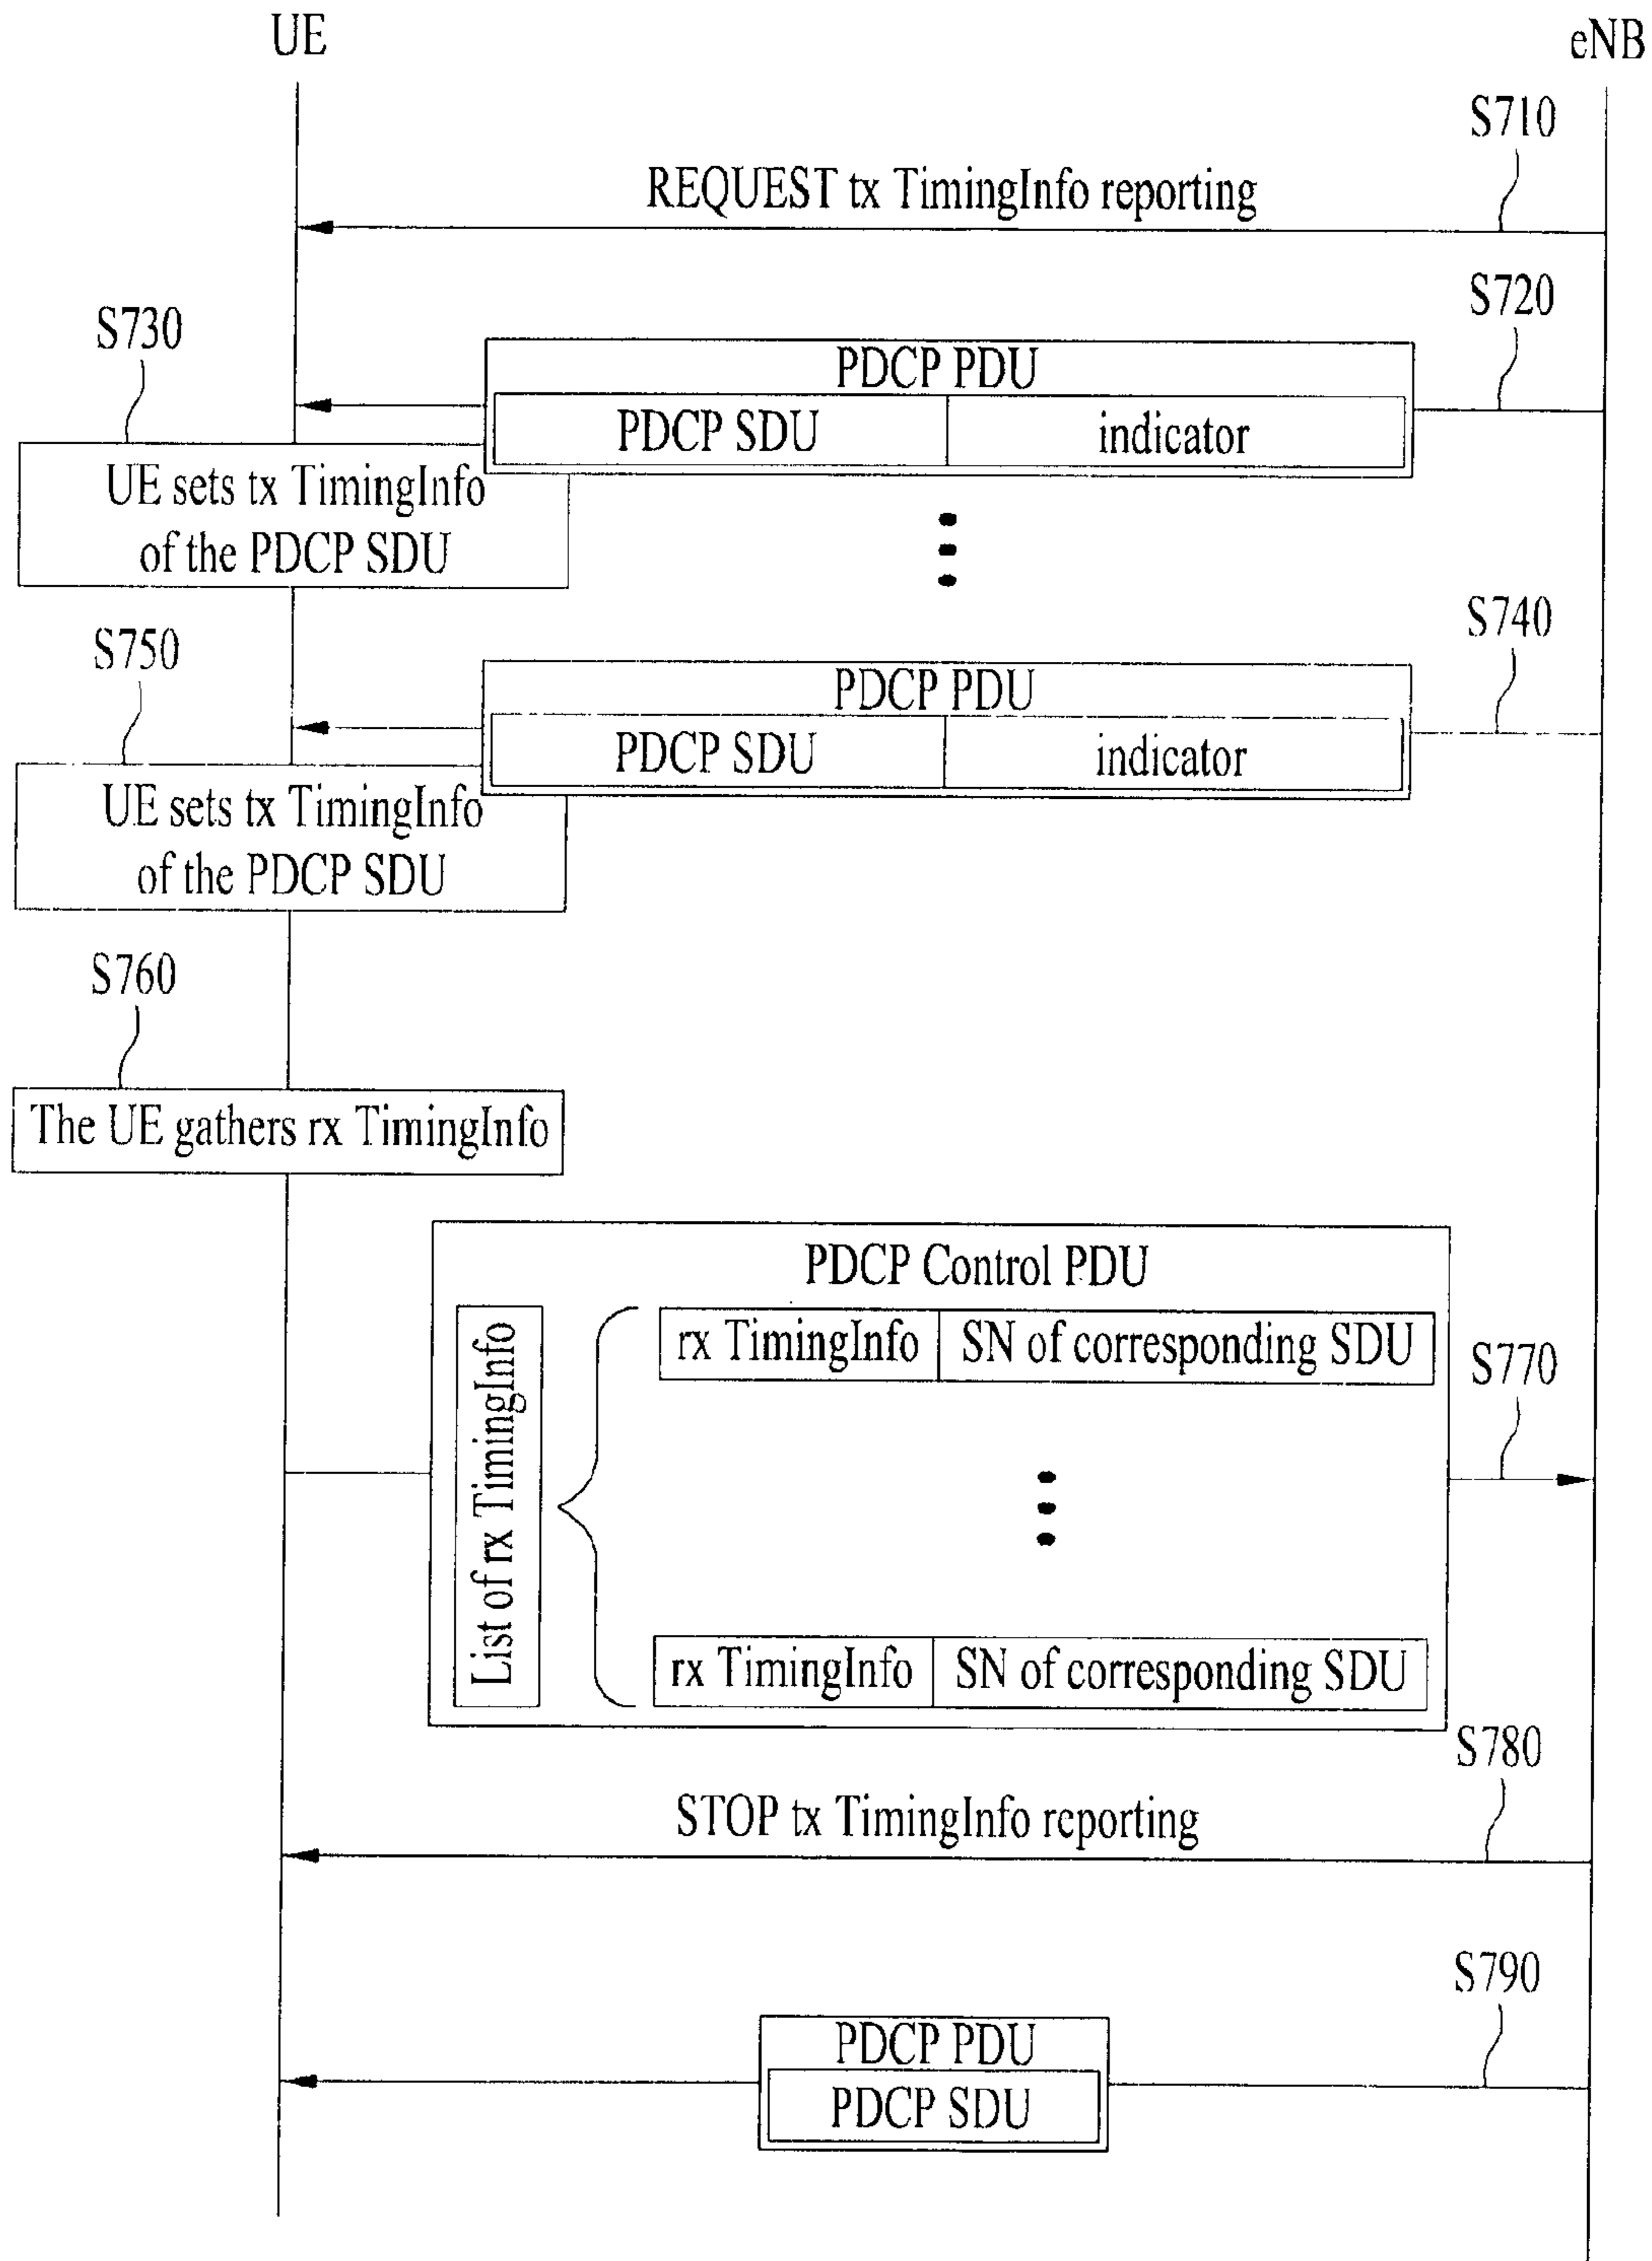 UE
eNB
S710
REQUEST tx TimingInfo reporting
S720
S730
PDCP PDU
PDCP SDU
indicator
UE sets tx TimingInfo
of the PDCP SDU
S740
S750
PDCP PDU
PDCP SDU
indicator
UE sets tx TimingInfo
of the PDCP SDU
S760
The UE gathers rx TimingInfo
PDCP Control PDU
List of rx TimingInfo
rx TimingInfo
SN of corresponding SDU
S770
rx TimingInfo
SN of corresponding SDU
S780
STOP tx TimingInfo reporting
S790
PDCP PDU
PDCP SDU